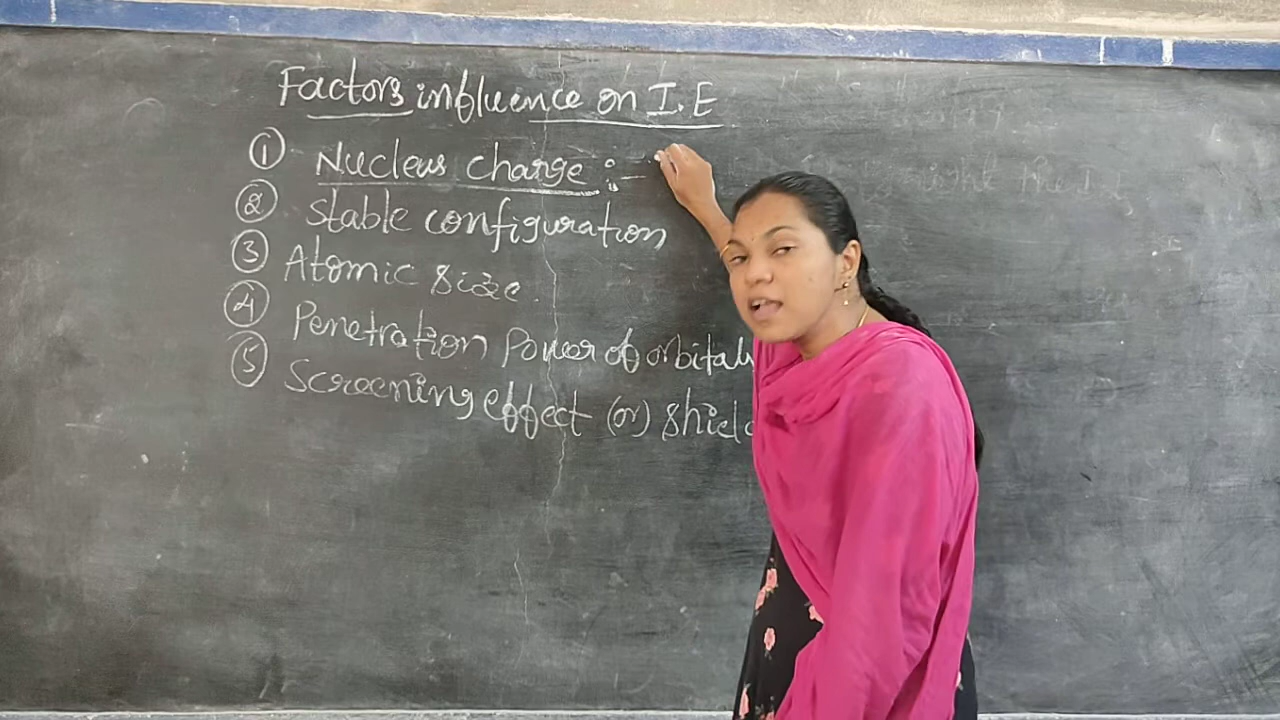 Factors influence on I.E
① Nucleus charge :-
② Stable configuration
③ Atomic size.
④ Penetration Power of orbitals
⑤ Screening effect (or) Shield